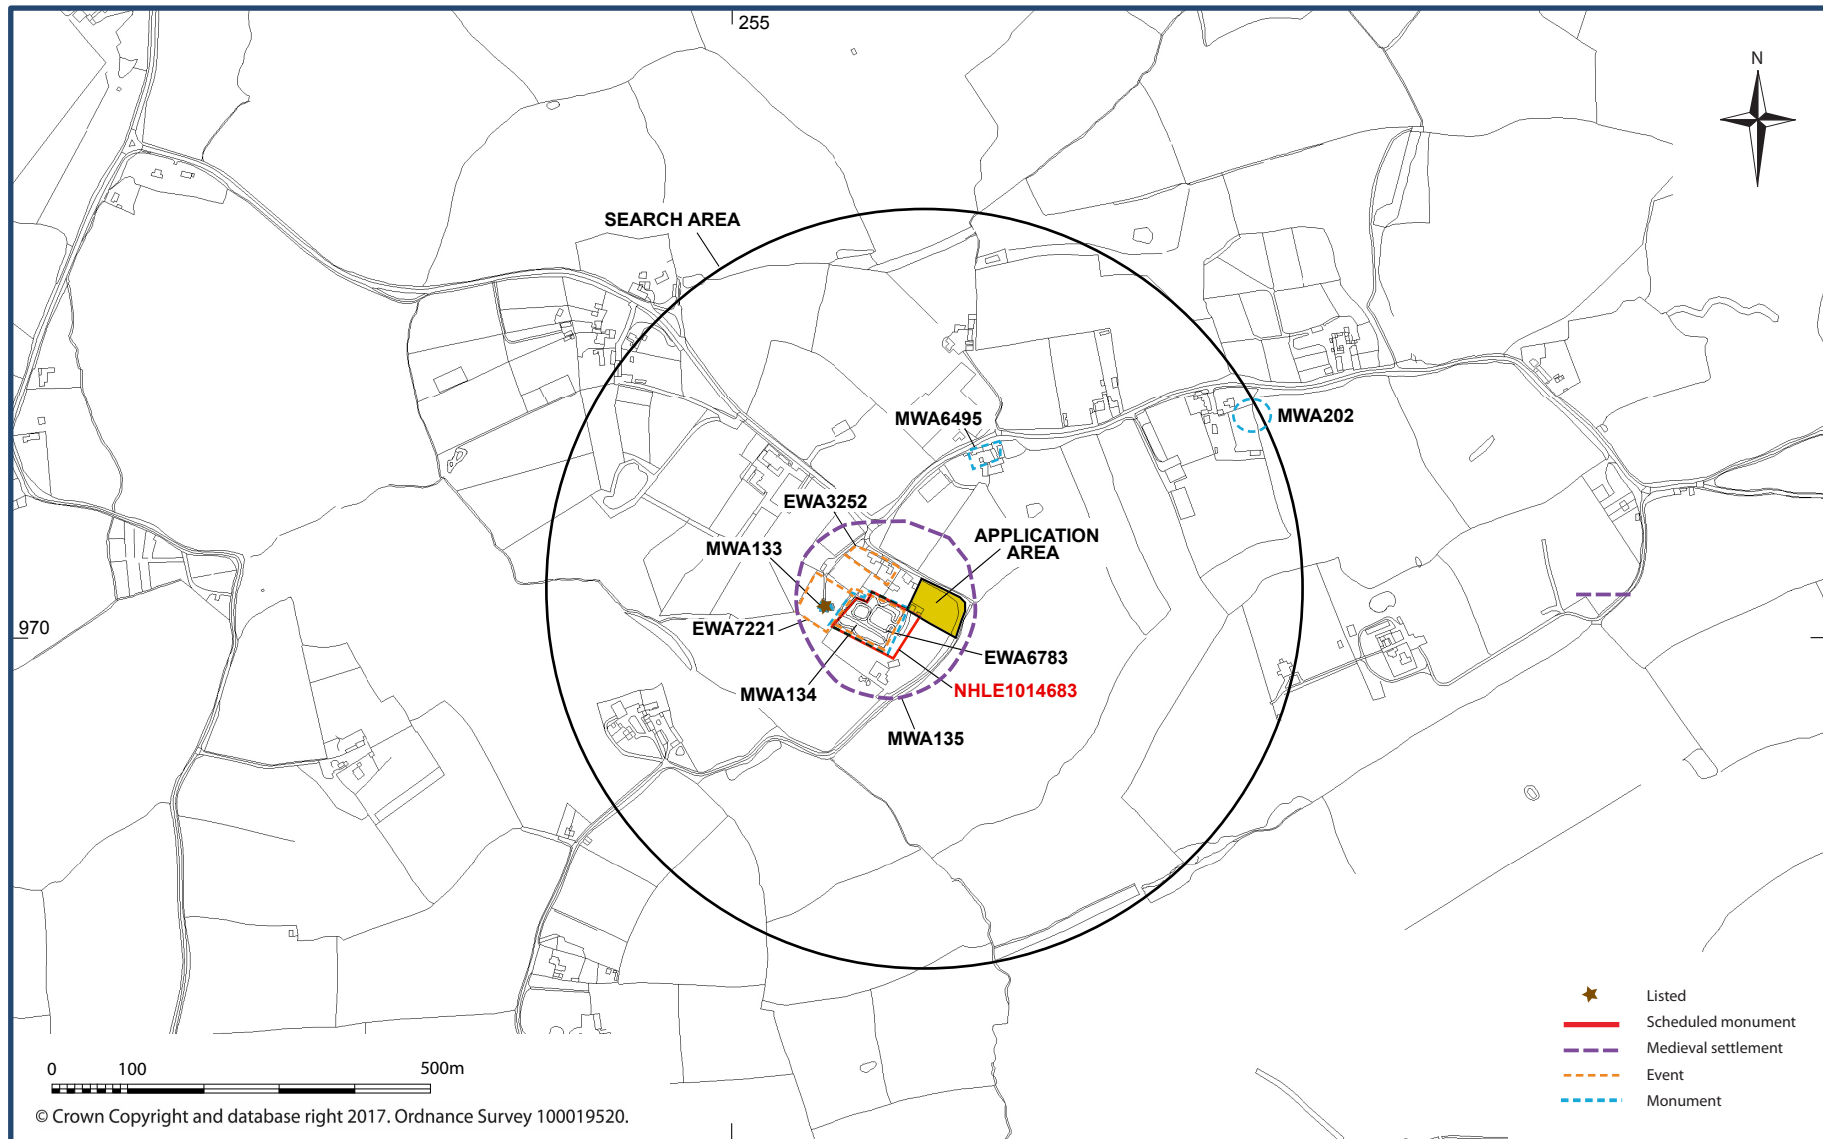 255
N
SEARCH AREA
MWA6495
MWA202
EWA3252
APPLICATION
AREA
MWA133
EWA7221
970
EWA6783
MWA134
NHLE1014683
MWA135
Listed
Scheduled monument
Medieval settlement
Event
Monument
0 100 500m
© Crown Copyright and database right 2017. Ordnance Survey 100019520.